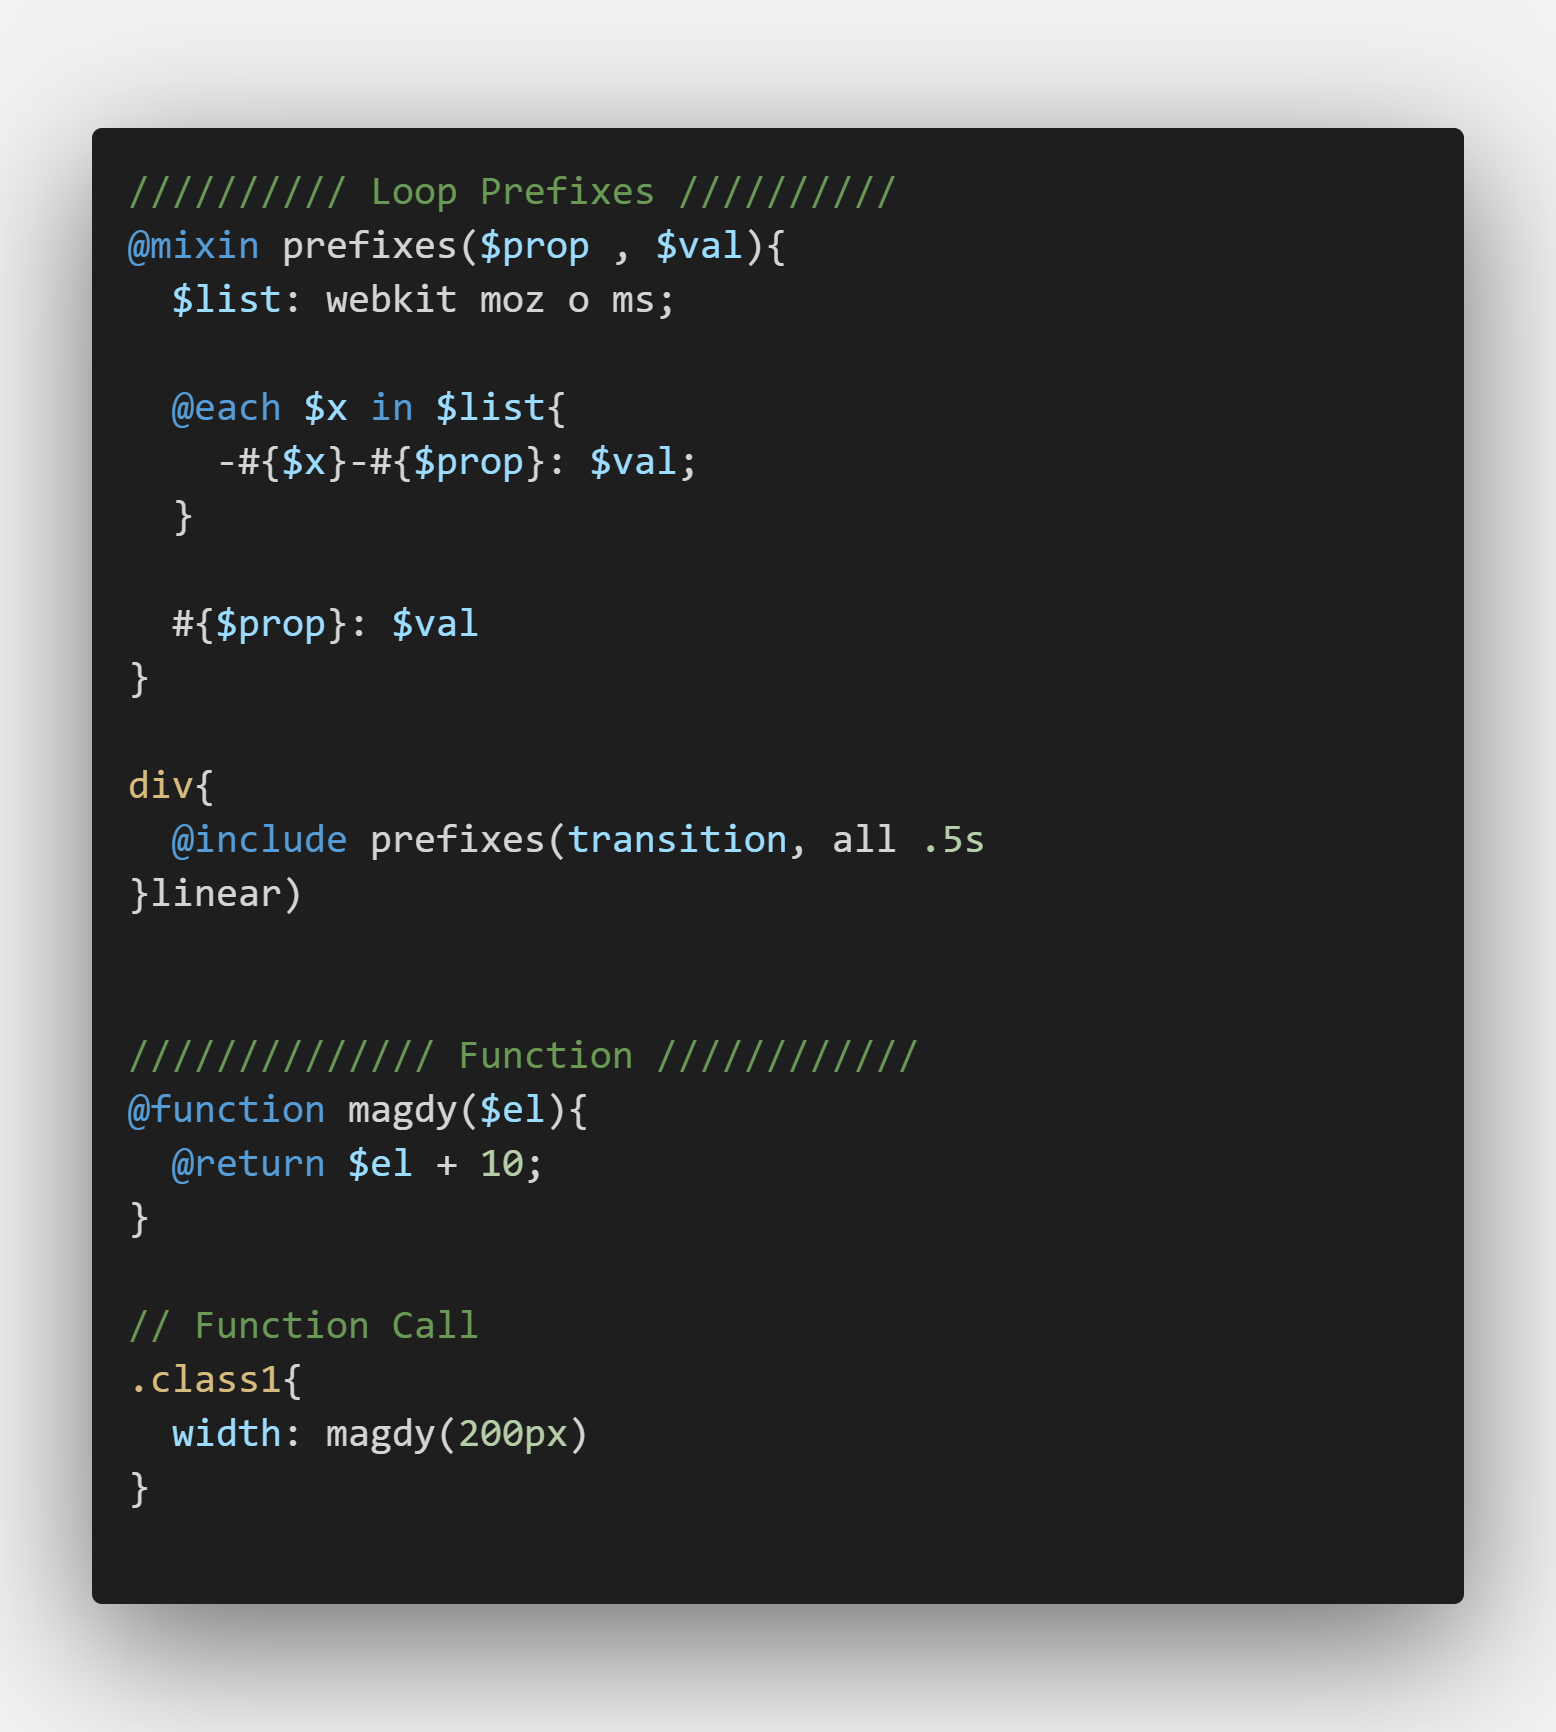 ////////// Loop Prefixes //////////
@mixin prefixes($prop , $val){
  $list: webkit moz o ms;
  @each $x in $list{
    -#{$x}-#{$prop}: $val;
  }
  #{$prop}: $val
}
div{
  @include prefixes(transition, all .5s
}linear)
////////////// Function ////////////
@function magdy($el){
  @return $el + 10;
}
// Function Call
.class1{
  width: magdy(200px)
}